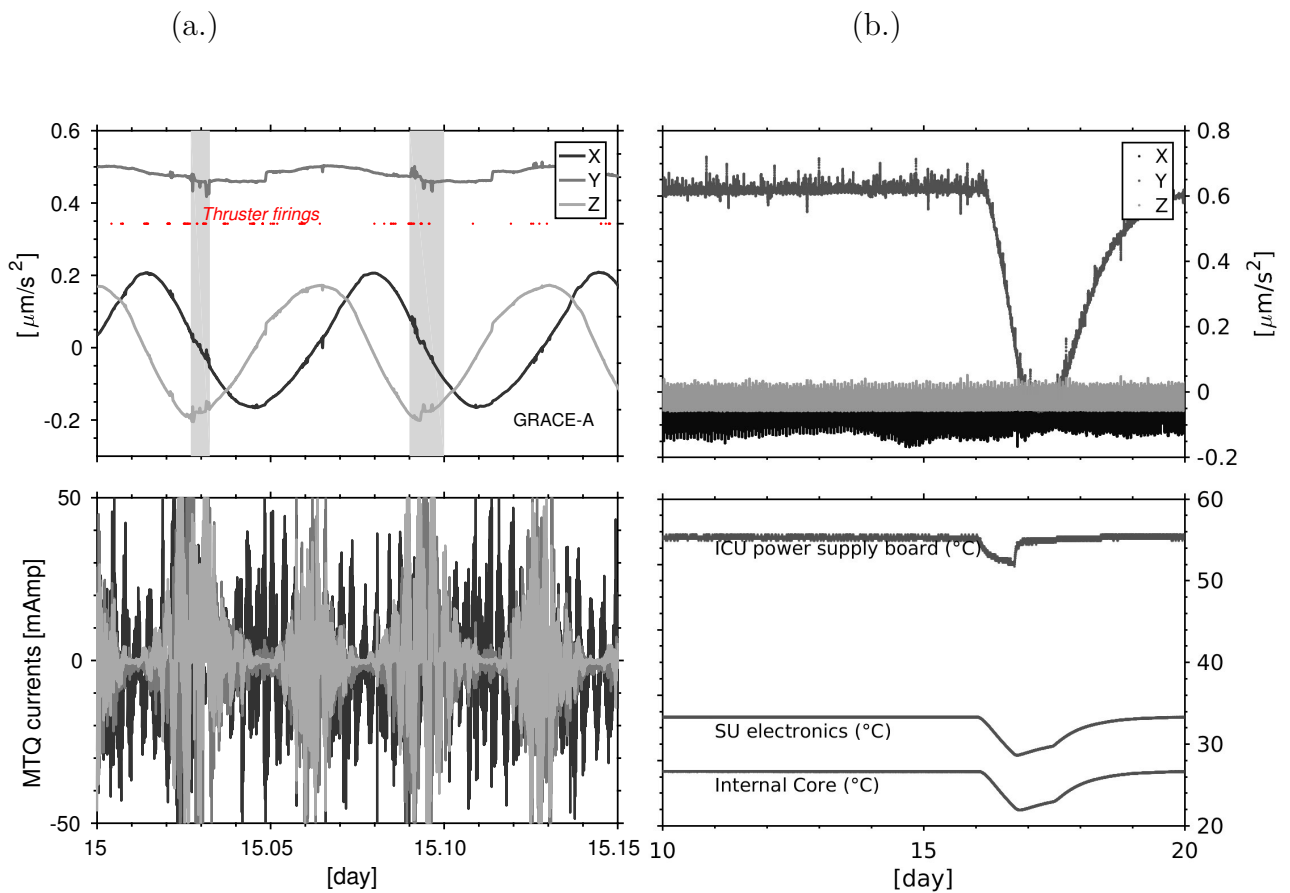 (a.)
(b.)
0.6
0.4
0.2
0
-0.2
[ μm/s²]
X
Y
Z
Thruster firings
GRACE-A
0.8
0.6
0.4
0.2
0
-0.2
[μm/s²]
X
Y
Z
50
0
-50
MTQ currents [mAmp]
15
15.05
15.10
15.15
[day]
60
50
40
30
20
ICU power supply board (°C)
SU electronics (°C)
Internal Core (°C)
10
15
20
[day]